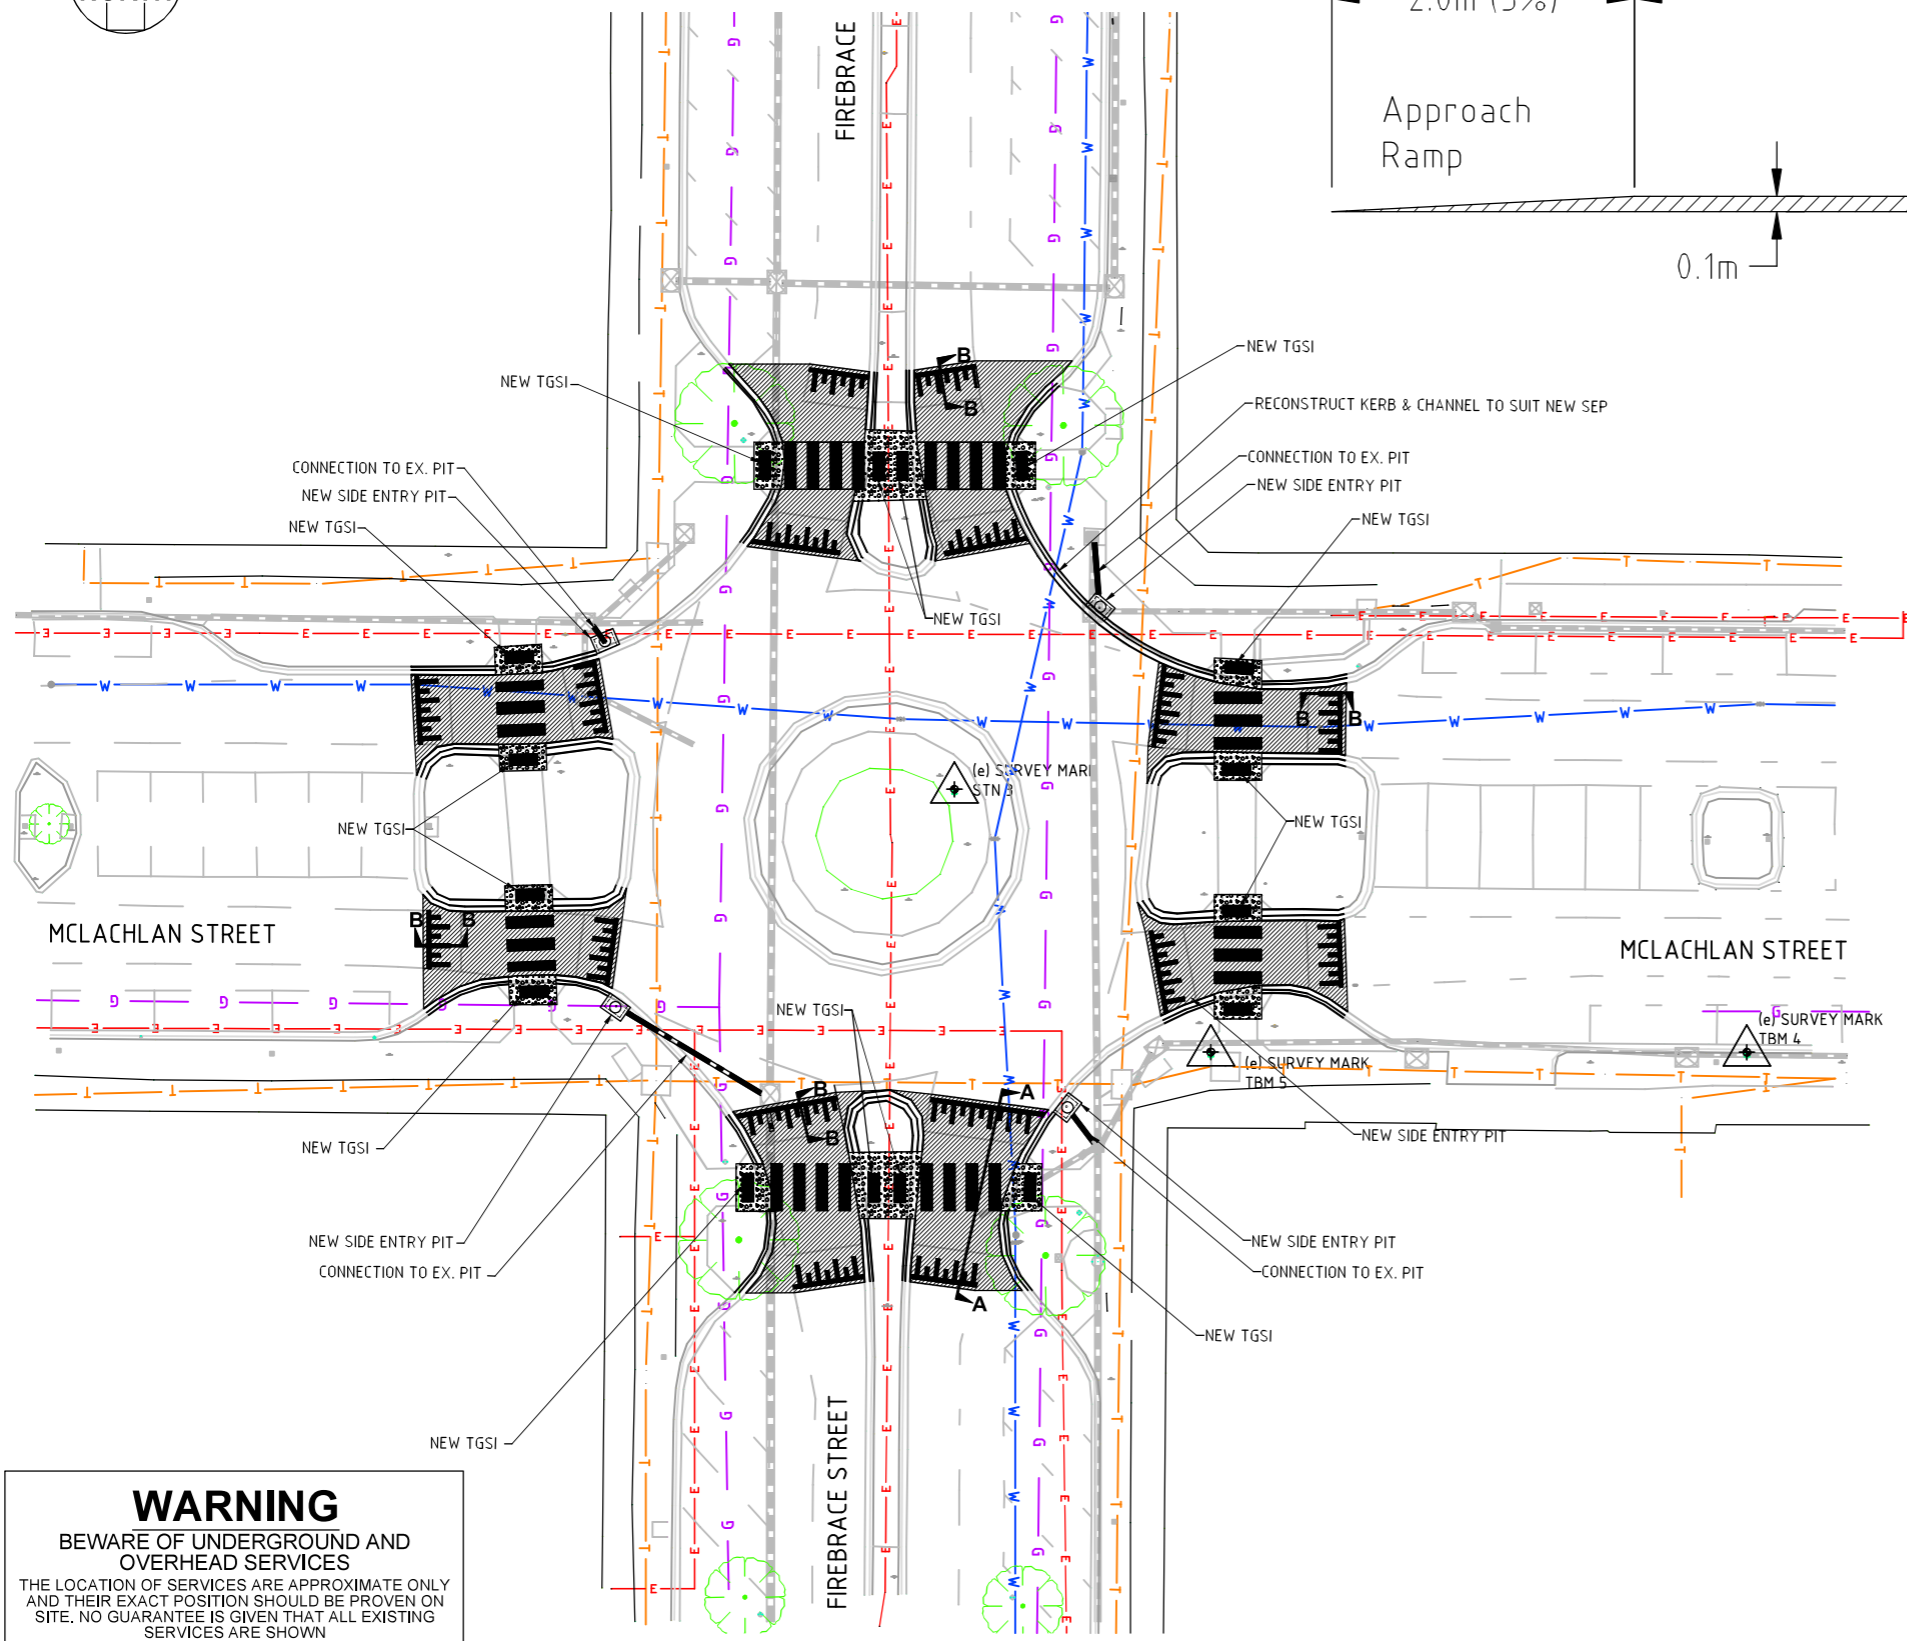 2.0m (5%)
FIREBRACE
Approach
Ramp
0.1m
NEW TGSI
NEW TGSI
B
B
RECONSTRUCT KERB & CHANNEL TO SUIT NEW SEP
CONNECTION TO EX. PIT
NEW SIDE ENTRY PIT
NEW TGSI
CONNECTION TO EX. PIT
NEW SIDE ENTRY PIT
NEW TGSI
NEW TGSI
B B
(e) SURVEY MARK
STN 3
NEW TGSI
NEW TGSI
B B
MCLACHLAN STREET
MCLACHLAN STREET
NEW TGSI
(e) SURVEY MARK
TBM 4
(e) SURVEY MARK
TBM 5
B
B
A
A
NEW TGSI
NEW SIDE ENTRY PIT
NEW SIDE ENTRY PIT
CONNECTION TO EX. PIT
NEW SIDE ENTRY PIT
CONNECTION TO EX. PIT
NEW TGSI
NEW TGSI
FIREBRACE STREET
WARNING
BEWARE OF UNDERGROUND AND
OVERHEAD SERVICES
THE LOCATION OF SERVICES ARE APPROXIMATE ONLY
AND THEIR EXACT POSITION SHOULD BE PROVEN ON
SITE. NO GUARANTEE IS GIVEN THAT ALL EXISTING
SERVICES ARE SHOWN